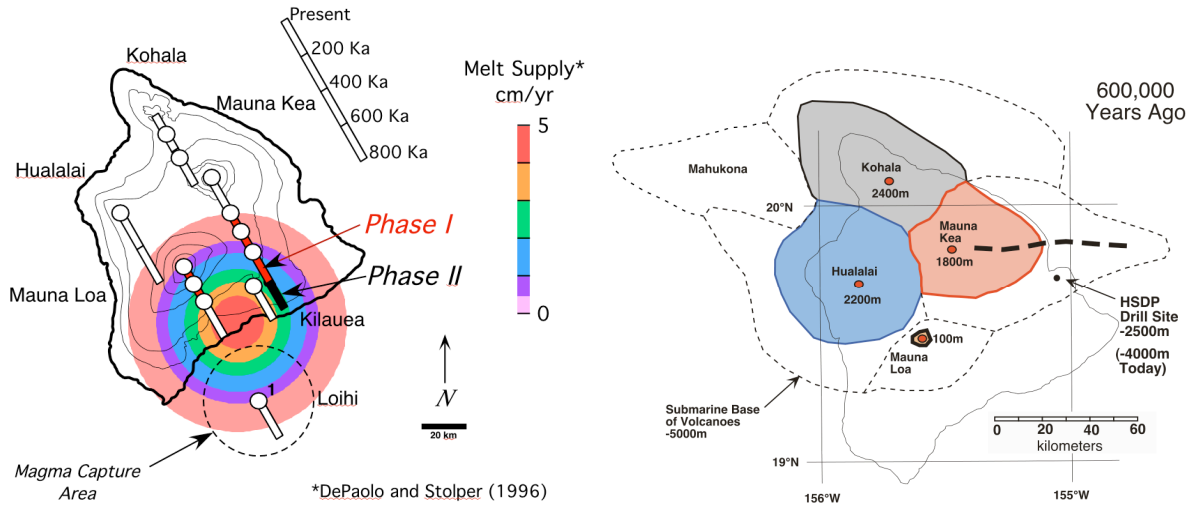 Present
200 Ka
400 Ka
600 Ka
800 Ka
Kohala
Mauna Kea
Hualalai
Mauna Loa
Melt Supply*
cm/yr
5
0
Phase I
Phase II
Kilauea
1
Loihi
N
20 km
Magma Capture
Area
*DePaolo and Stolper (1996)
600,000
Years Ago
Mahukona
Kohala
2400m
20°N
Mauna
Kea
1800m
Hualalai
2200m
100m
Mauna
Loa
HSDP
Drill Site
-2500m
(-4000m
Today)
Submarine Base
of Volcanoes
-5000m
0 20 40 60
kilometers
19°N
156°W
155°W